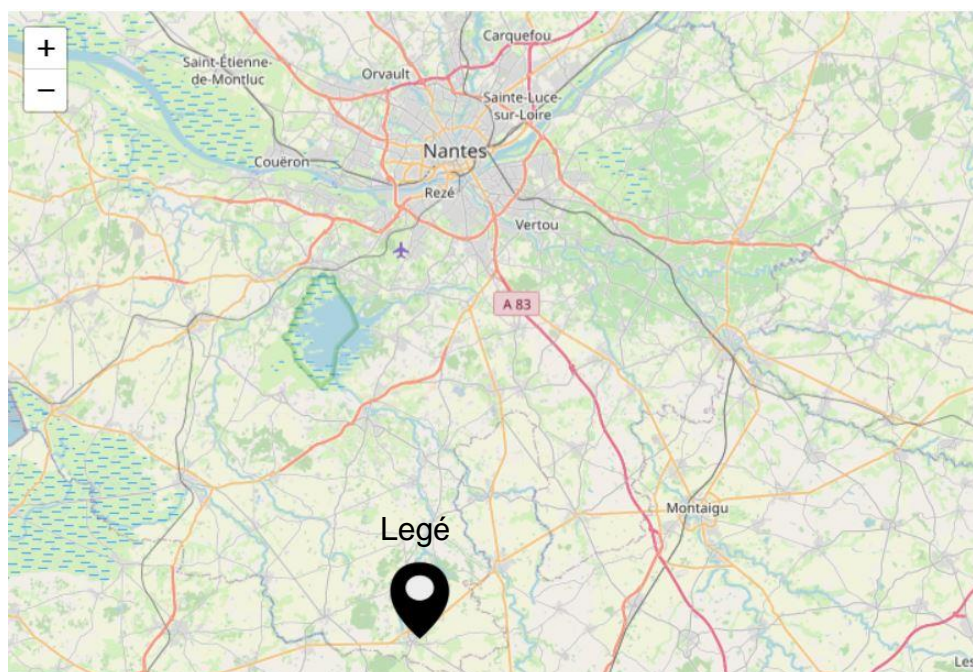 +
−
Carquefou
Saint-Étienne-
de-Montluc
Orvault
Sainte-Luce-
sur-Loire
Nantes
Couëron
Rezé
Vertou
A 83
Montaigu
Legé